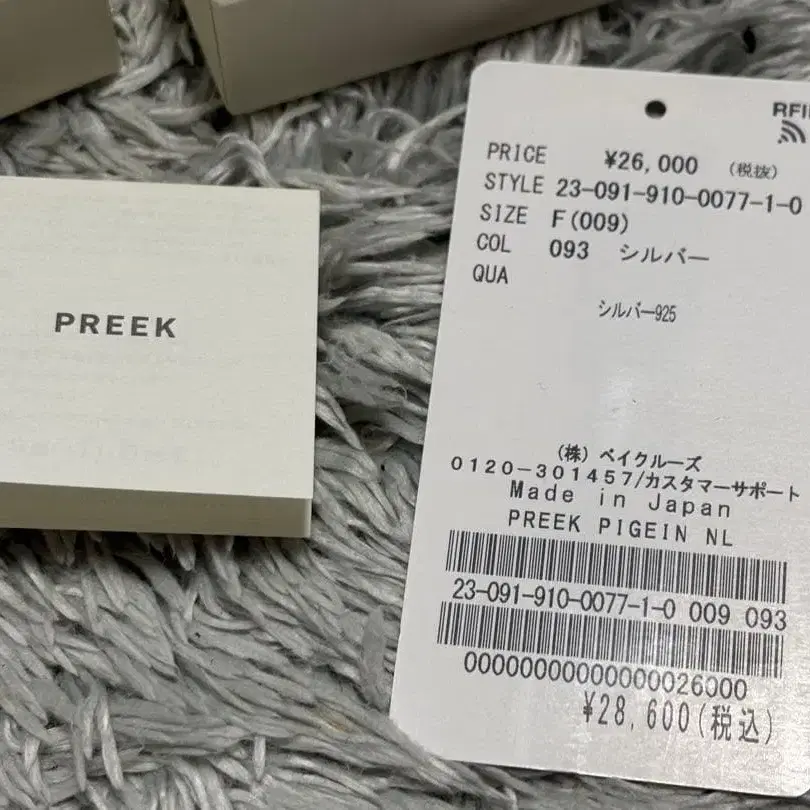 PREEK
RFI
PRICE ¥26,000 (税抜)
STYLE 23-091-910-0077-1-0
SIZE F(009)
COL 093 シルバー
QUA
シルバー925
(株) ベイクルーズ
0120-301457/カスタマーサポート
Made in Japan
PREEK PIGEIN NL
23-091-910-0077-1-0 009 093
00000000000000026000
¥28,600(税込)